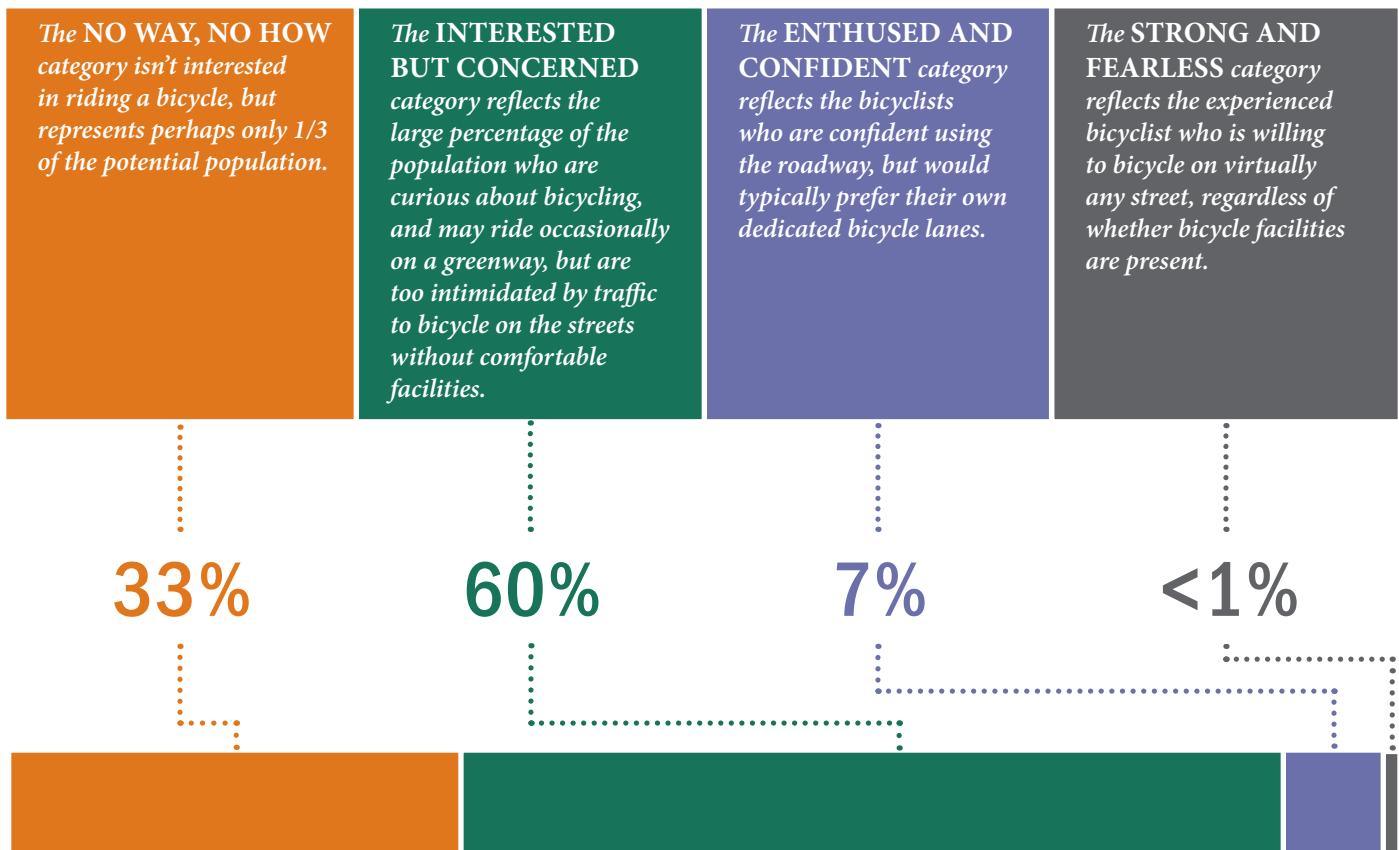 The NO WAY, NO HOW
category isn't interested
in riding a bicycle, but
represents perhaps only 1/3
of the potential population.
The INTERESTED
BUT CONCERNED
category reflects the
large percentage of the
population who are
curious about bicycling,
and may ride occasionally
on a greenway, but are
too intimidated by traffic
to bicycle on the streets
without comfortable
facilities.
The ENTHUSED AND
CONFIDENT category
reflects the bicyclists
who are confident using
the roadway, but would
typically prefer their own
dedicated bicycle lanes.
The STRONG AND
FEARLESS category
reflects the experienced
bicyclist who is willing
to bicycle on virtually
any street, regardless of
whether bicycle facilities
are present.
33%
60%
7%
<1%